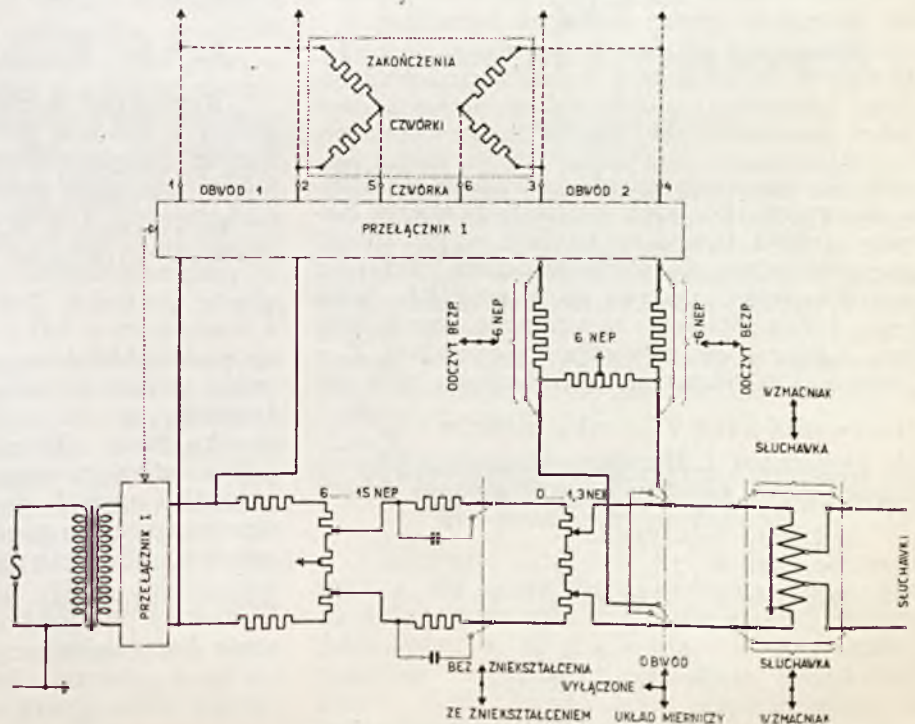 ZAKOŃCZENIA
CZWÓRKI
1 OBWÓD 1 2 5 CZWÓRKA 6 3 OBWÓD 2 4
PRZEŁĄCZNIK I
ODCZYT BEZP.
-6 NEP
6 NEP
-6 NEP
ODCZYT BEZP.
WZMACNIAK
SŁUCHAWKA
PRZEŁĄCZNIK I
6 .... 15 NEP
0 .... 1,3 NEP
SŁUCHAWKI
BEZ ZNIEKSZTAŁCENIA
ZE ZNIEKSZTAŁCENIEM
OBWÓD
WYŁĄCZONE
UKŁAD MIERNICZY
SŁUCHAWKA
WZMACNIAK